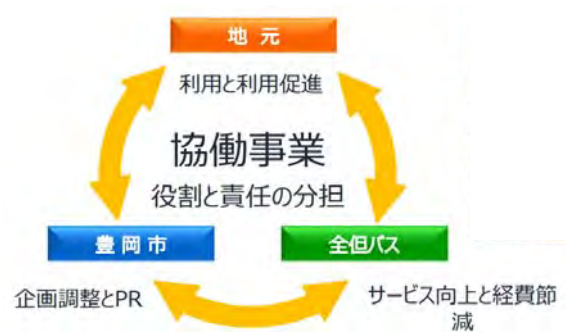 地 元
利用と利用促進
協働事業
役割と責任の分担
豊 岡 市
全但バス
企画調整とPR
サービス向上と経費節
減